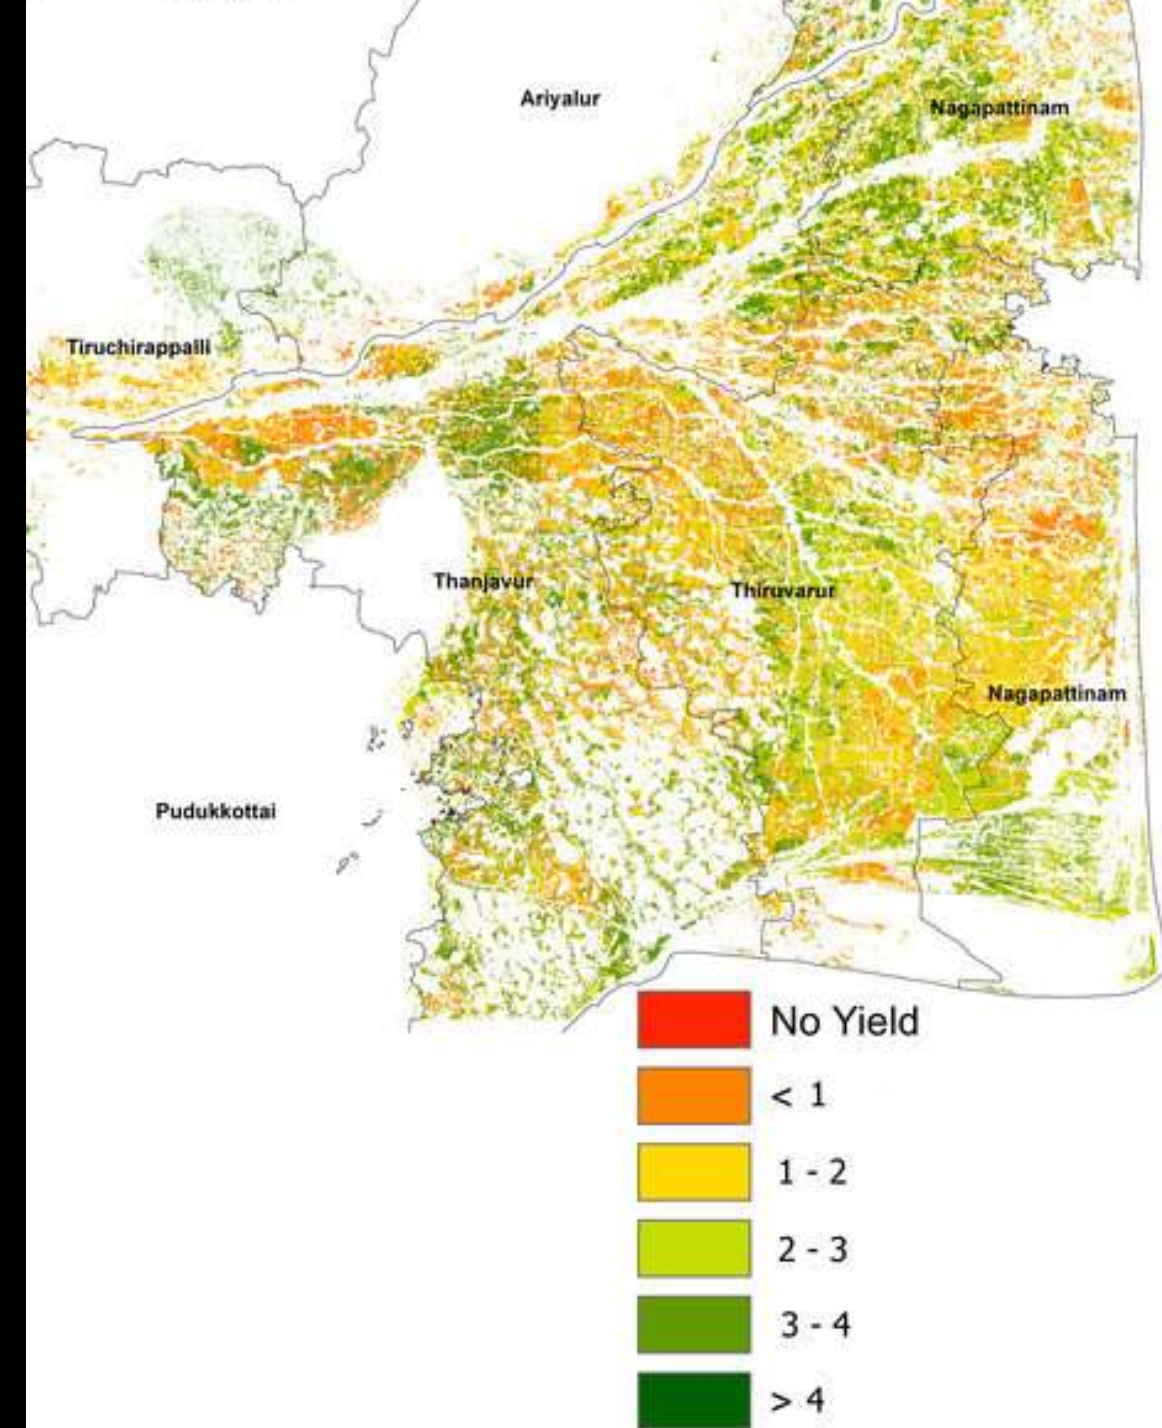 Ariyalur
Nagapattinam
Tiruchirappalli
Thanjavur
Thiruvarur
Nagapattinam
Pudukkottai
No Yield
< 1
1 - 2
2 - 3
3 - 4
> 4